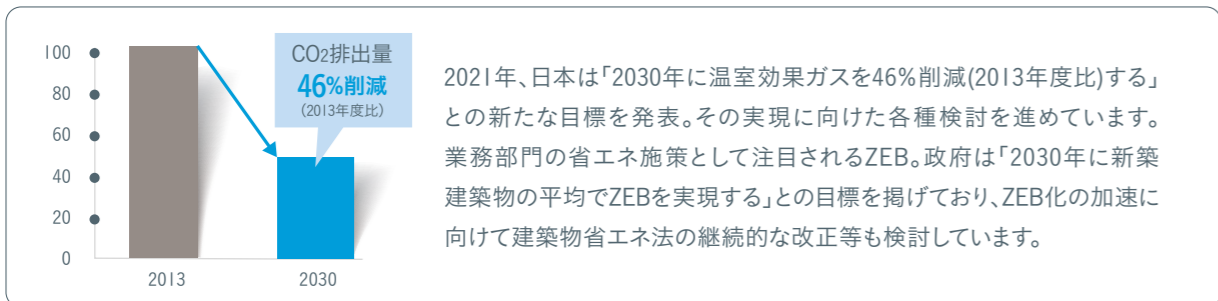 100
80
60
40
20
0
2013
2030
CO2排出量
46%削減
(2013年度比)
2021年、日本は「2030年に温室効果ガスを46%削減(2013年度比)する」
との新たな目標を発表。その実現に向けた各種検討を進めています。
業務部門の省エネ施策として注目されるZEB。政府は「2030年に新築
建築物の平均でZEBを実現する」との目標を掲げており、ZEB化の加速に
向けて建築物省エネ法の継続的な改正等も検討しています。